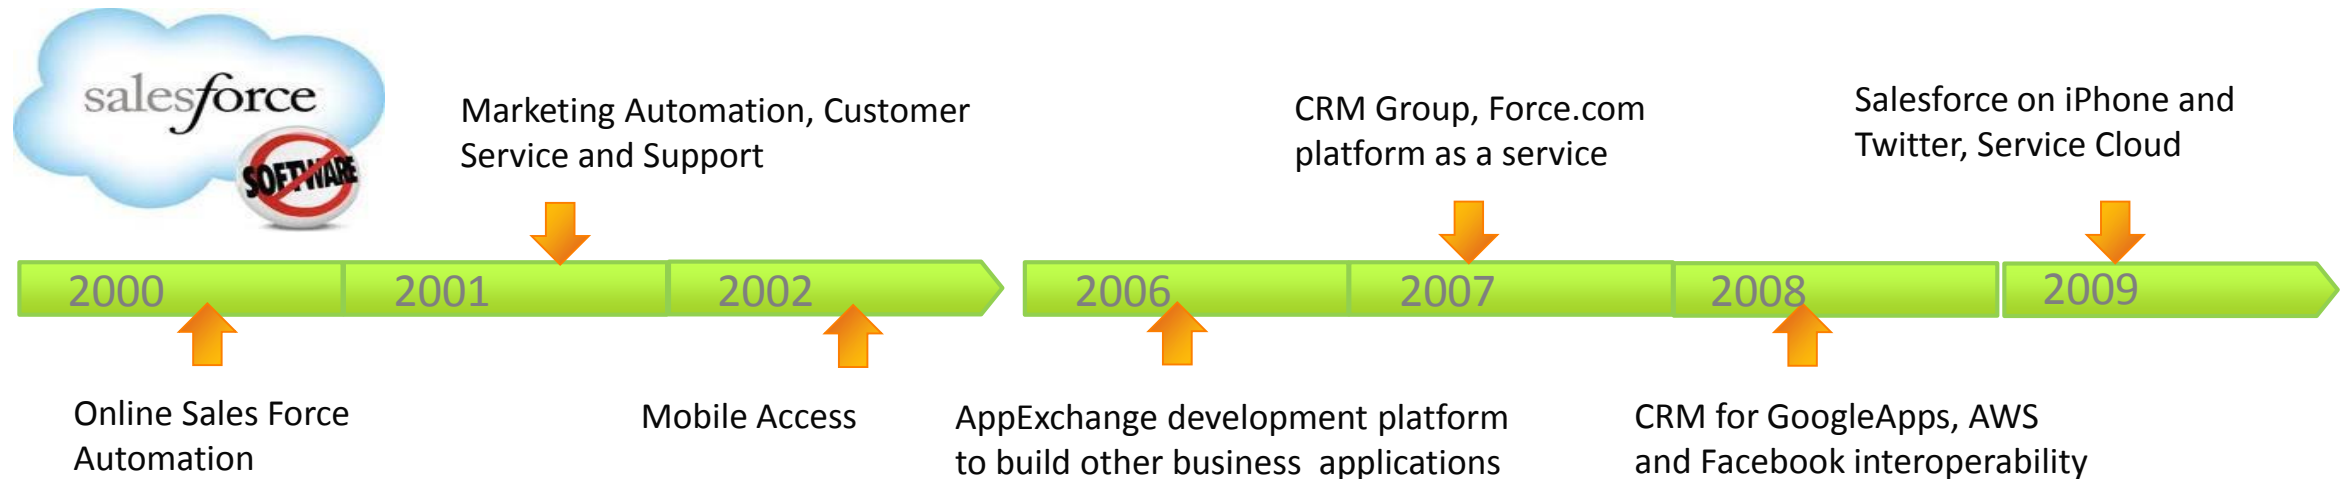 salesforce
SOFTWARE
Marketing Automation, Customer
Service and Support
CRM Group, Force.com
platform as a service
Salesforce on iPhone and
Twitter, Service Cloud
2000
2001
2002
2006
2007
2008
2009
Online Sales Force
Automation
Mobile Access
AppExchange development platform
to build other business  applications
CRM for GoogleApps, AWS
and Facebook interoperability